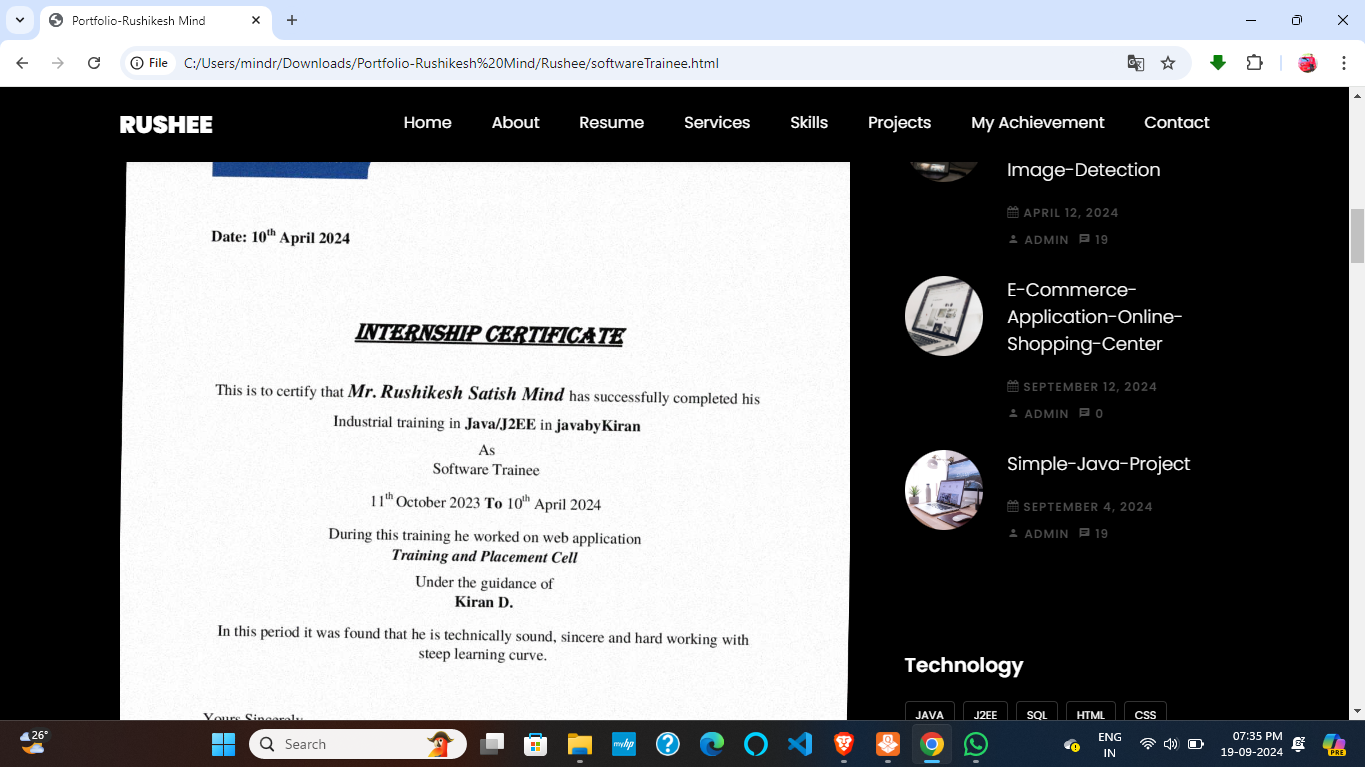 Portfolio-Rushikesh Mind
File C:/Users/mindr/Downloads/Portfolio-Rushikesh%20Mind/Rushee/softwareTrainee.html
RUSHEE Home About Resume Services Skills Projects My Achievement Contact
Date: 10th April 2024
INTERNSHIP CERTIFICATE
This is to certify that Mr. Rushikesh Satish Mind has successfully completed his
Industrial training in Java/J2EE in javabyKiran
As
Software Trainee
11th October 2023 To 10th April 2024
During this training he worked on web application
Training and Placement Cell
Under the guidance of
Kiran D.
In this period it was found that he is technically sound, sincere and hard working with
steep learning curve.
Yours Sincerely
Image-Detection
APRIL 12, 2024
ADMIN 19
E-Commerce-
Application-Online-
Shopping-Center
SEPTEMBER 12, 2024
ADMIN 0
Simple-Java-Project
SEPTEMBER 4, 2024
ADMIN 19
Technology
JAVA J2EE SQL HTML CSS
26°
Search
myhp
ENG
IN
07:35 PM
19-09-2024
PRE